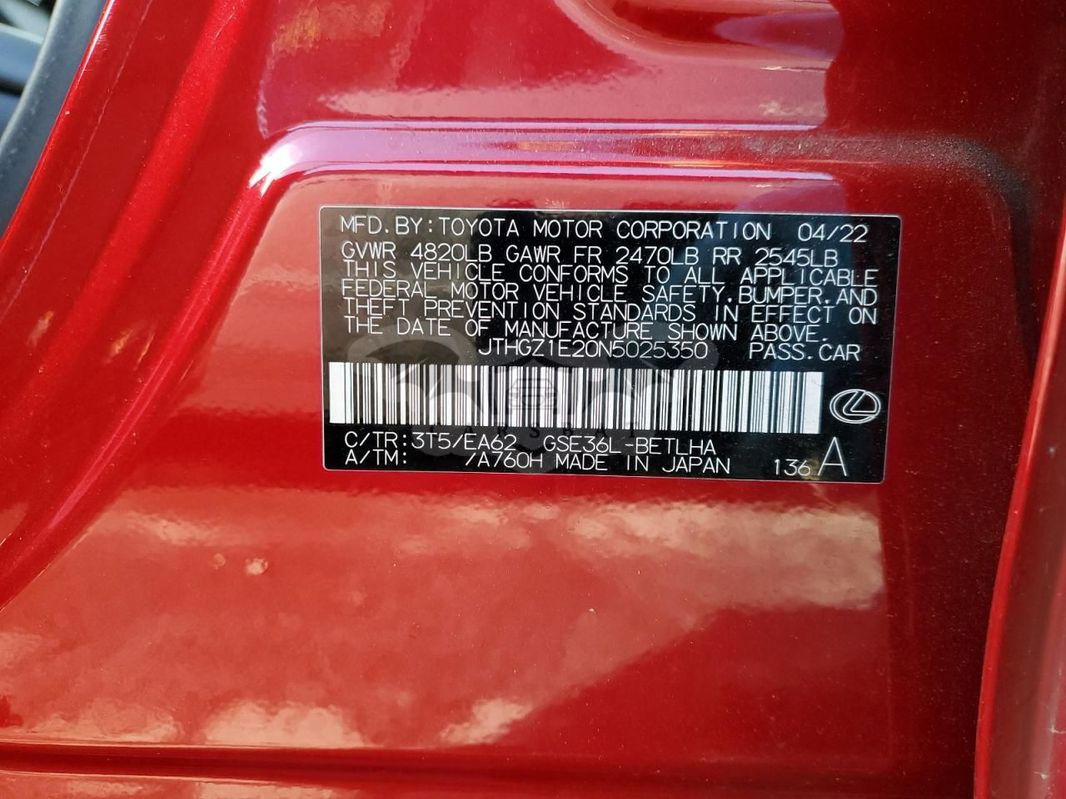 MFD.BY:TOYOTA MOTOR CORPORATION 04/22
GVWR 4820LB GAWR FR 2470LB RR 2545LB
THIS VEHICLE CONFORMS TO ALL APPLICABLE
FEDERAL MOTOR VEHICLE SAFETY,BUMPER,AND
THEFT PREVENTION STANDARDS IN EFFECT ON
THE DATE OF MANUFACTURE SHOWN ABOVE.
JTHGZ1E20N5025350 PASS.CAR
C/TR:3T5/EA62 GSE36L-BETLHA
A/TM: /A760H MADE IN JAPAN 136 A